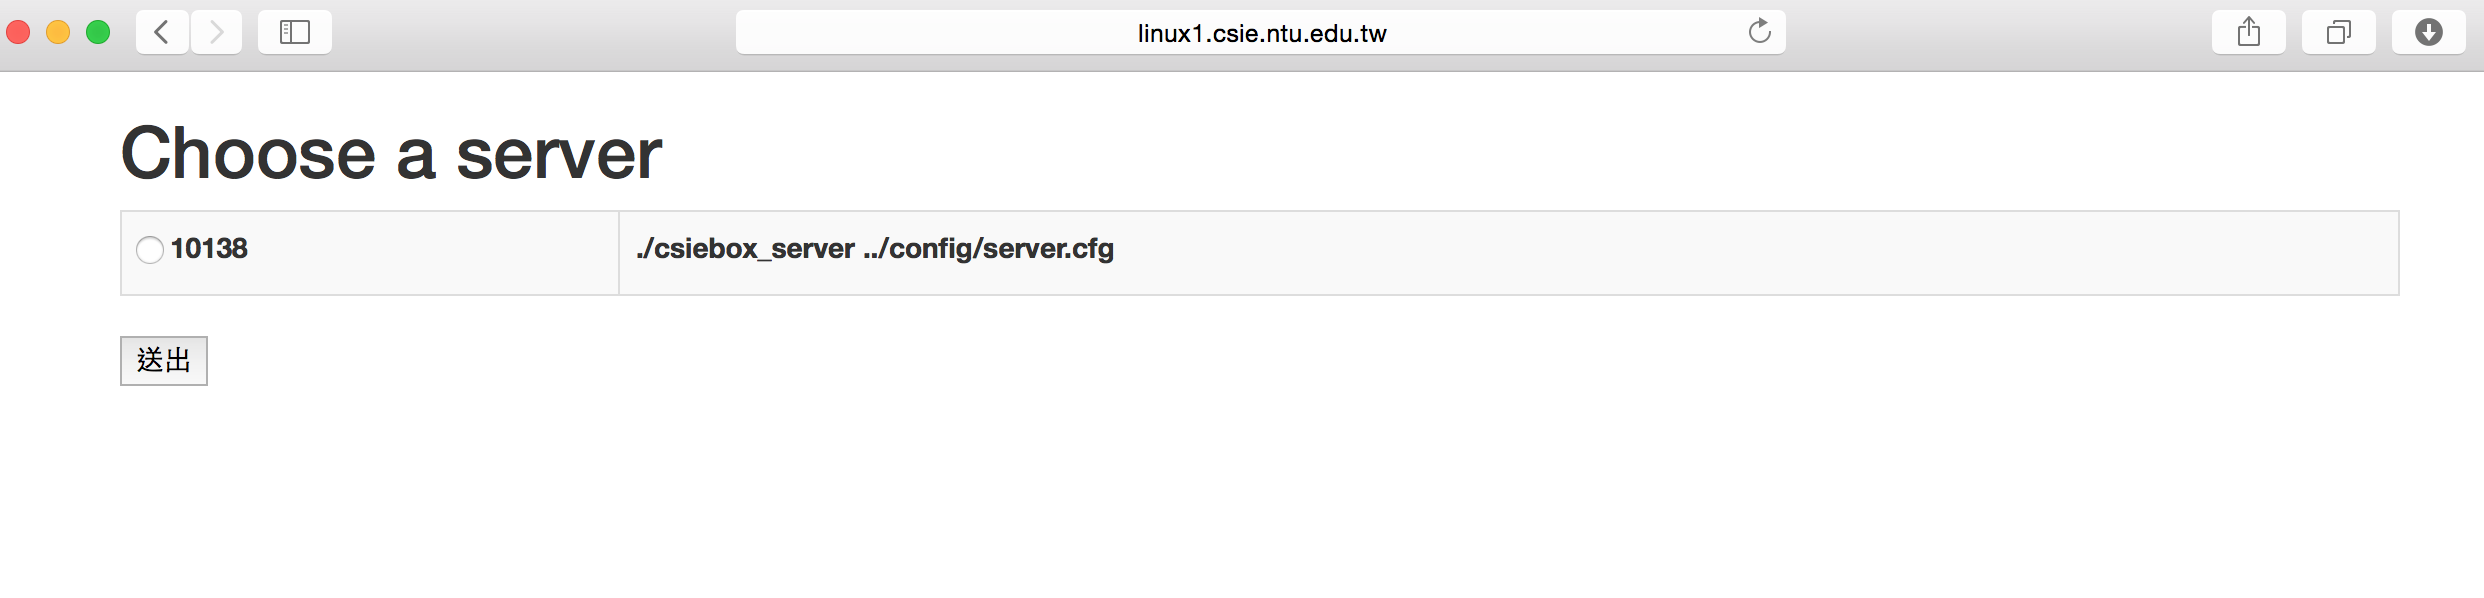 linux1.csie.ntu.edu.tw
Choose a server
10138 ./csiebox_server ../config/server.cfg
送出